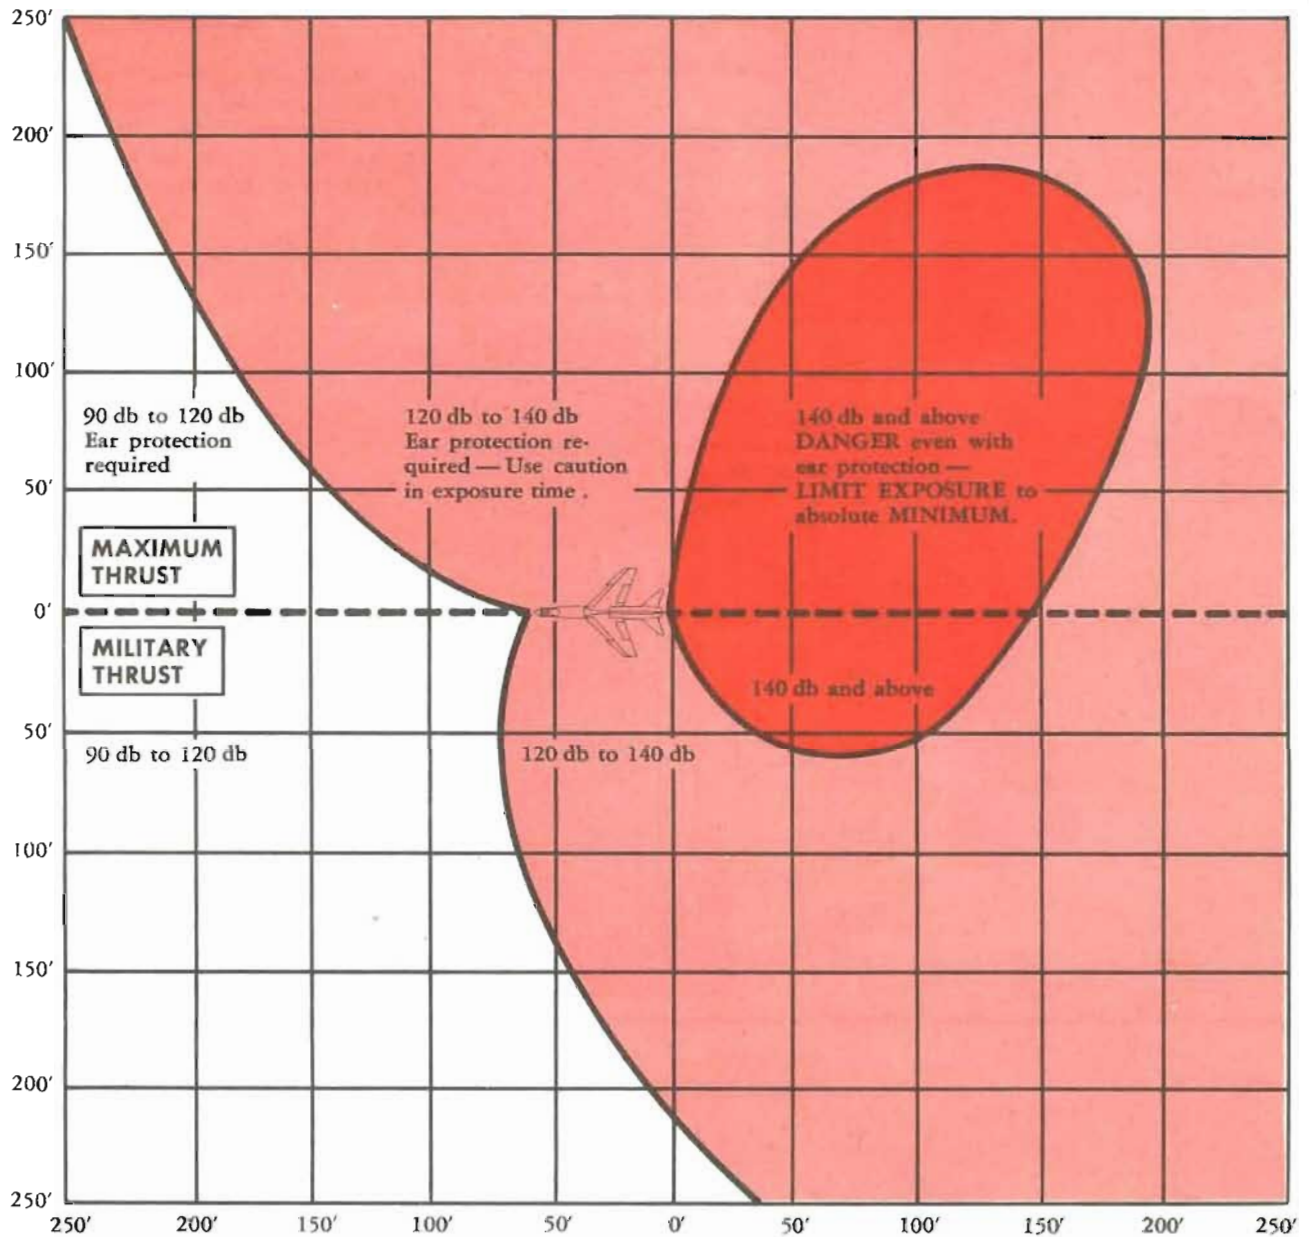 250′
200′
150′
100′
90 db to 120 db
Ear protection
required
120 db to 140 db
Ear protection re-
quired — Use caution
in exposure time .
140 db and above
DANGER even with
ear protection —
LIMIT EXPOSURE to
absolute MINIMUM.
50′
MAXIMUM
THRUST
0′
MILITARY
THRUST
140 db and above
50′
90 db to 120 db
120 db to 140 db
100′
150′
200′
250′
250′ 200′ 150′ 100′ 50′ 0′ 50′ 100′ 150′ 200′ 250′